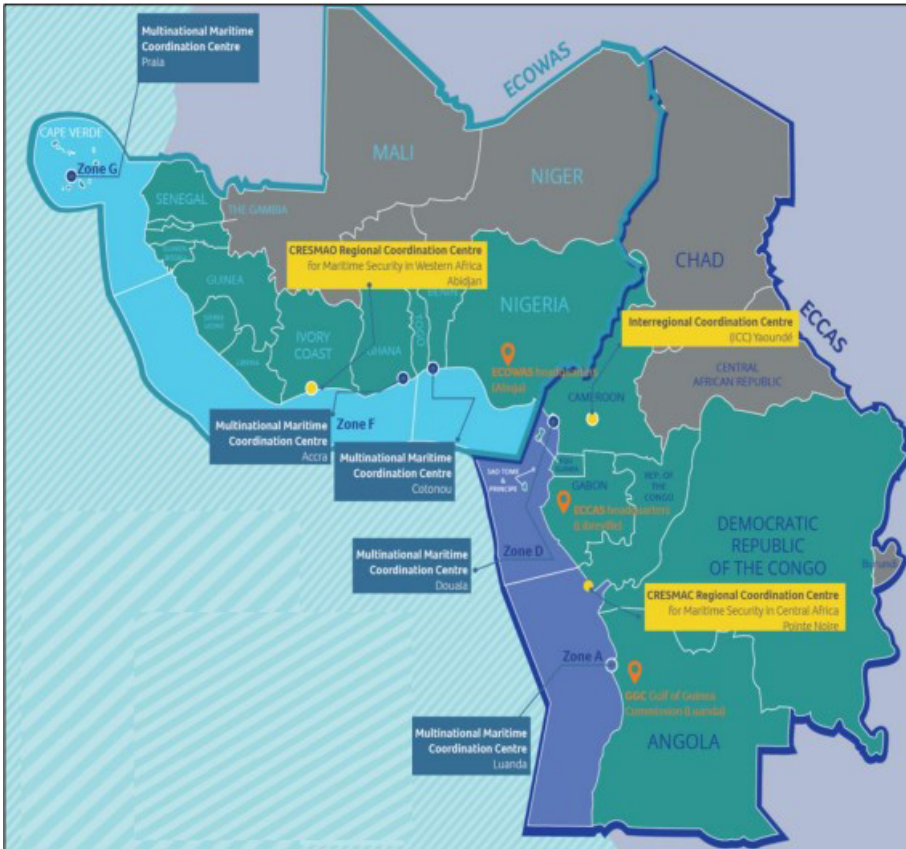 Multinational Maritime
Coordination Centre
Praia
ECOWAS
CAPE VERDE
Zone G
MALI
NIGER
CHAD
SENEGAL
THE GAMBIA
GUINEA
CRESMAO Regional Coordination Centre
for Maritime Security in Western Africa
Abidjan
BENIN
NIGERIA
ECCAS
IVORY
COAST
GHANA
TOGO
Interregional Coordination Centre
(ICC) Yaoundé
ECOWAS headquarters
(Abuja)
CENTRAL
AFRICAN REPUBLIC
CAMEROON
Multinational Maritime
Coordination Centre
Accra
Zone F
Multinational Maritime
Coordination Centre
Cotonou
SAO TOME
&
PRINCIPE
GABON
REP. OF
THE
CONGO
ECCAS headquarters
(Libreville)
DEMOCRATIC
REPUBLIC
OF THE CONGO
Burundi
Zone D
Multinational Maritime
Coordination Centre
Douala
CRESMAC Regional Coordination Centre
for Maritime Security in Central Africa
Pointe Noire
Zone A
GGC Gulf of Guinea
Commission (Luanda)
ANGOLA
Multinational Maritime
Coordination Centre
Luanda